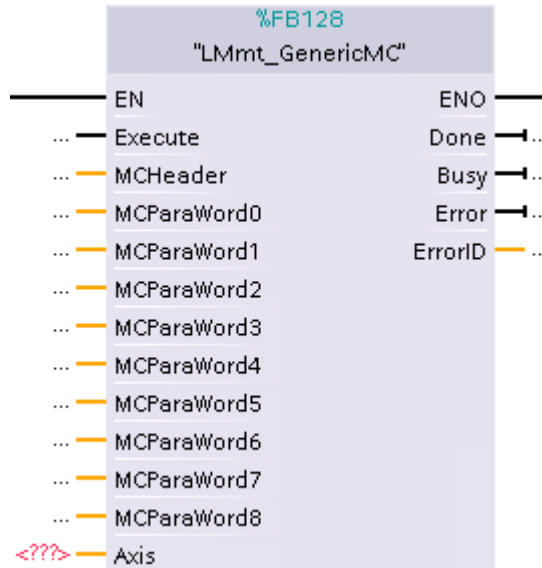 %FB128
"LMmt_GenericMC"
EN ENO
... Execute Done ...
... MCHeader Busy ...
... MCParaWord0 Error ...
... MCParaWord1 ErrorID ...
... MCParaWord2
... MCParaWord3
... MCParaWord4
... MCParaWord5
... MCParaWord6
... MCParaWord7
... MCParaWord8
<???> Axis